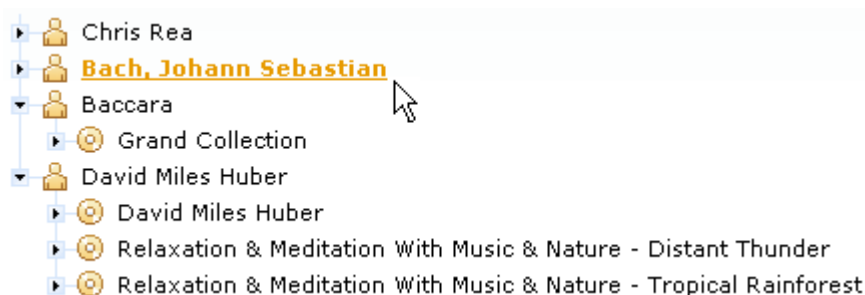 Chris Rea
Bach, Johann Sebastian
Baccara
Grand Collection
David Miles Huber
David Miles Huber
Relaxation & Meditation With Music & Nature - Distant Thunder
Relaxation & Meditation With Music & Nature - Tropical Rainforest